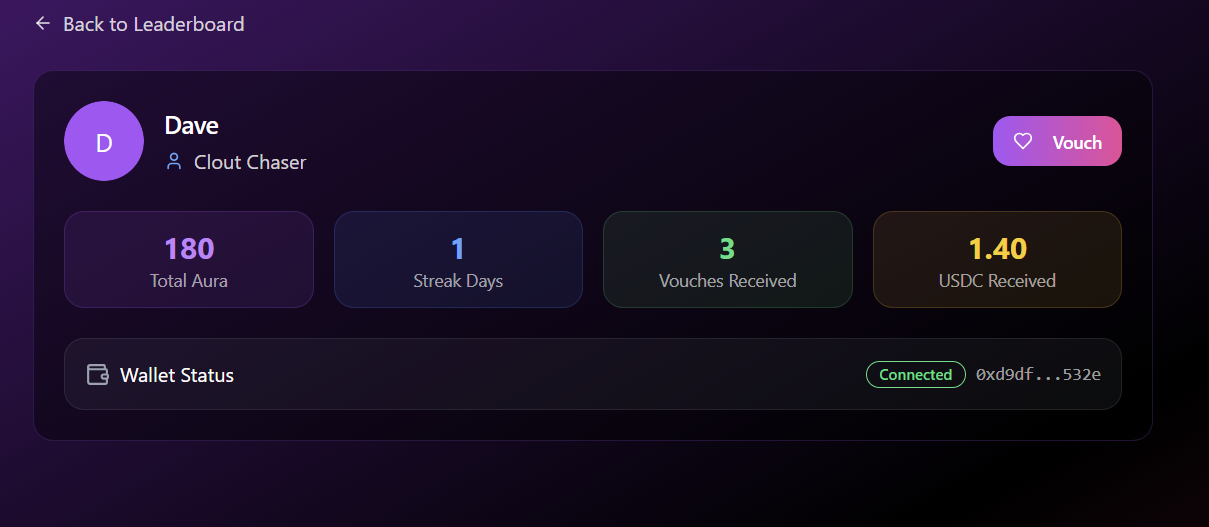 Back to Leaderboard
D
Dave
Clout Chaser
Vouch
180
Total Aura
1
Streak Days
3
Vouches Received
1.40
USDC Received
Wallet Status
Connected
0xd9df...532e